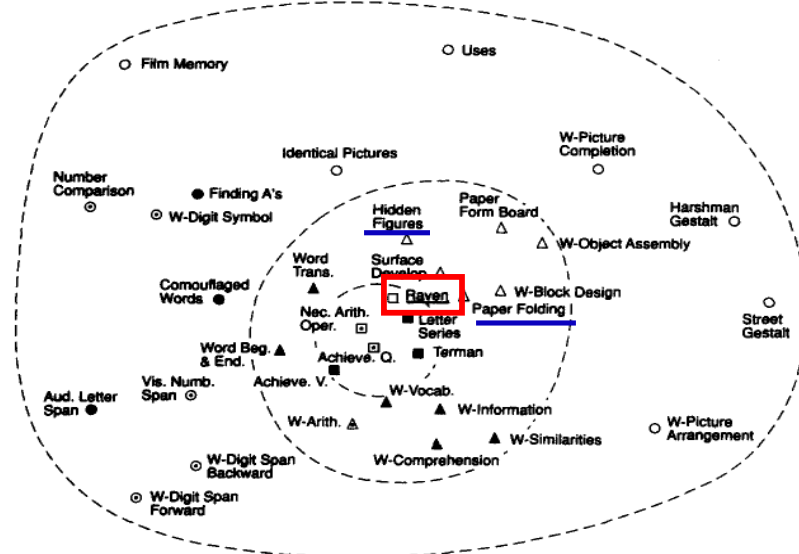 Film Memory
Uses
Identical Pictures
W-Picture
Completion
Number
Comparison
Finding A's
W-Digit Symbol
Hidden
Figures
Paper
Form Board
Harshman
Gestalt
W-Object Assembly
Word
Trans.
Surface
Develop
Comouflaged
Words
Raven
W-Block Design
Paper Folding
Nec. Arith.
Oper.
Letter
Series
Street
Gestalt
Word Beg.
& End.
Achieve. Q.
Terman
Achieve. V.
Vis. Numb.
Span
Aud. Letter
Span
W-Vocab.
W-Information
W-Arith.
W-Similarities
W-Picture
Arrangement
W-Comprehension
W-Digit Span
Backward
W-Digit Span
Forward